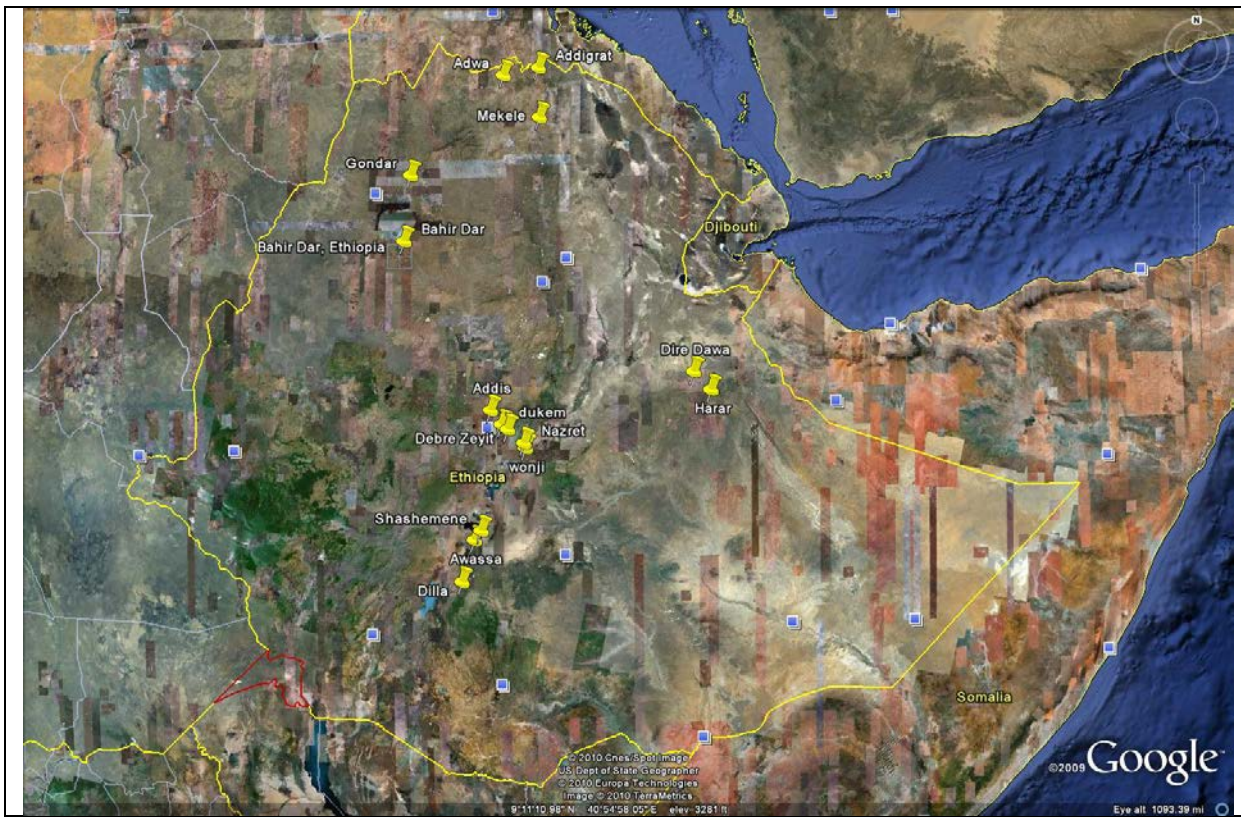 N
Adwa
Addigrat
Mekele
Gondar
Bahir Dar
Bahir Dar, Ethiopia
Djibouti
Dire Dawa
Harar
Addis
dukem
Debre Zeyit
Nazret
wonji
Ethiopia
Shashemene
Awassa
Dilla
Somalia
© 2010 Cnes/Spot Image
US Dept of State Geographer
© 2010 Europa Technologies
Image © 2010 TerraMetrics
©2009 Google™
9°11'10.98" N 40°54'58.05" E elev 3281 ft
Eye alt 1093.39 mi